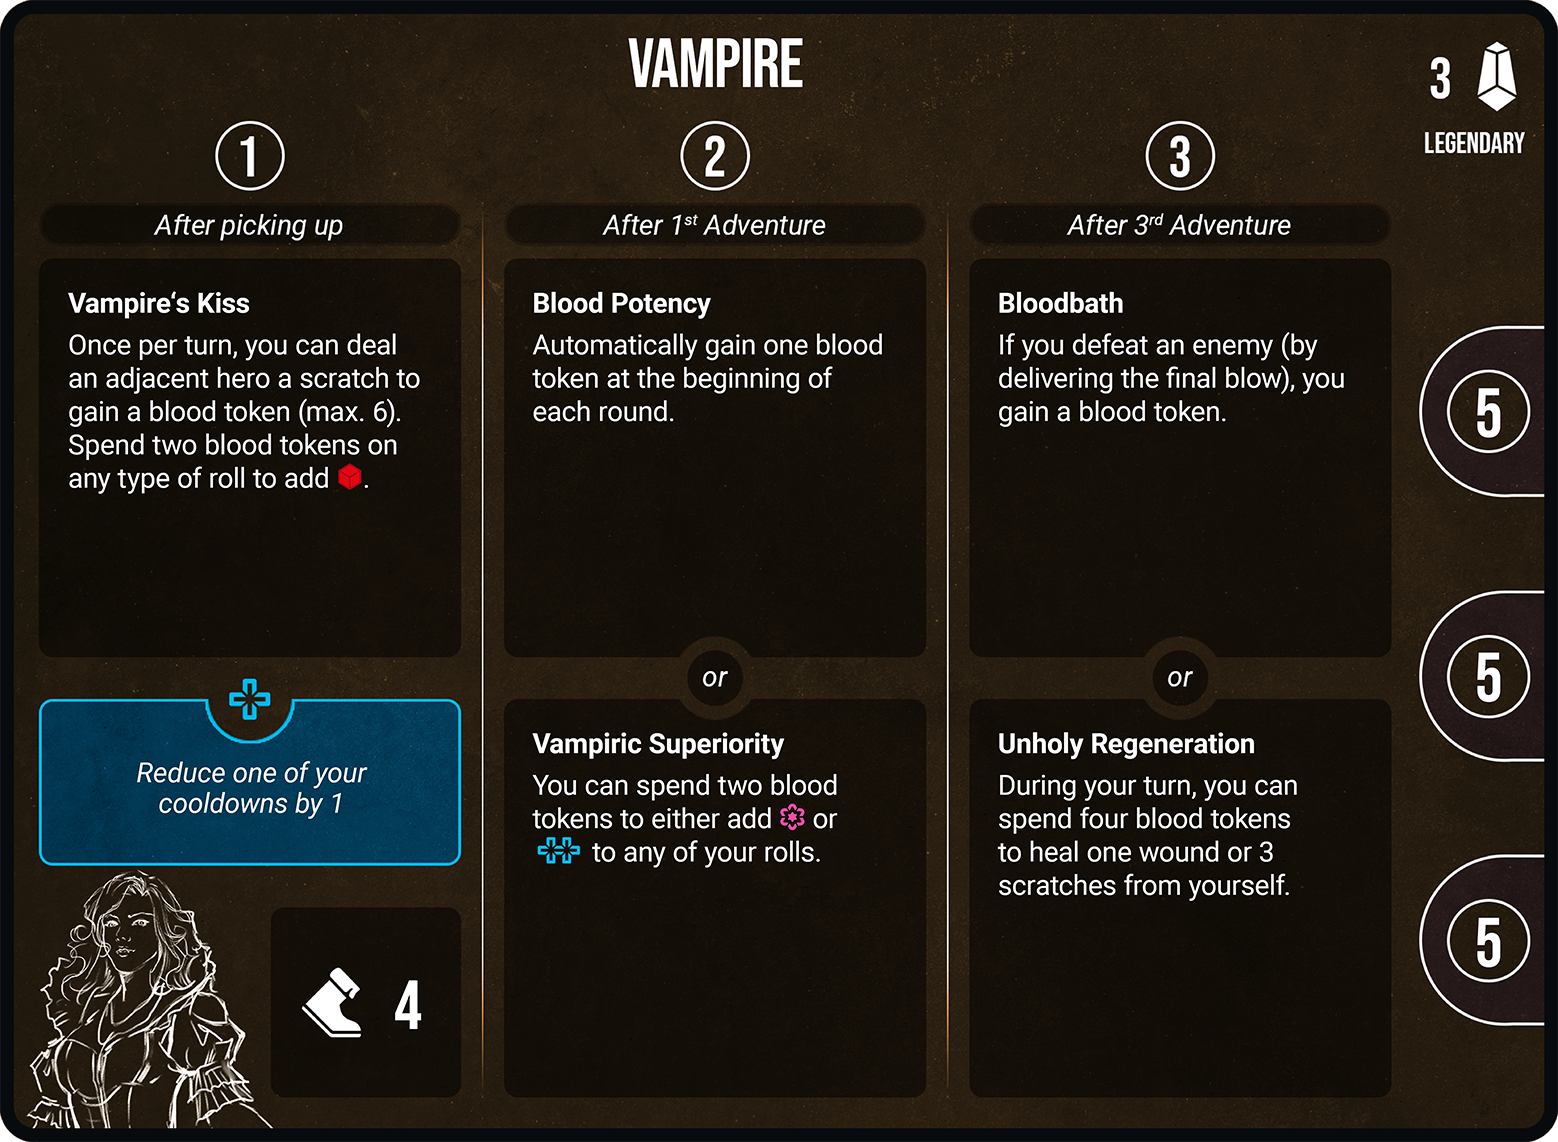 VAMPIRE
3
LEGENDARY
1
After picking up
Vampire‘s Kiss
Once per turn, you can deal
an adjacent hero a scratch to
gain a blood token (max. 6).
Spend two blood tokens on
any type of roll to add .
Reduce one of your
cooldowns by 1
4
2
After 1st Adventure
Blood Potency
Automatically gain one blood
token at the beginning of
each round.
or
Vampiric Superiority
You can spend two blood
tokens to either add or
to any of your rolls.
3
After 3rd Adventure
Bloodbath
If you defeat an enemy (by
delivering the final blow), you
gain a blood token.
or
Unholy Regeneration
During your turn, you can
spend four blood tokens
to heal one wound or 3
scratches from yourself.
5
5
5